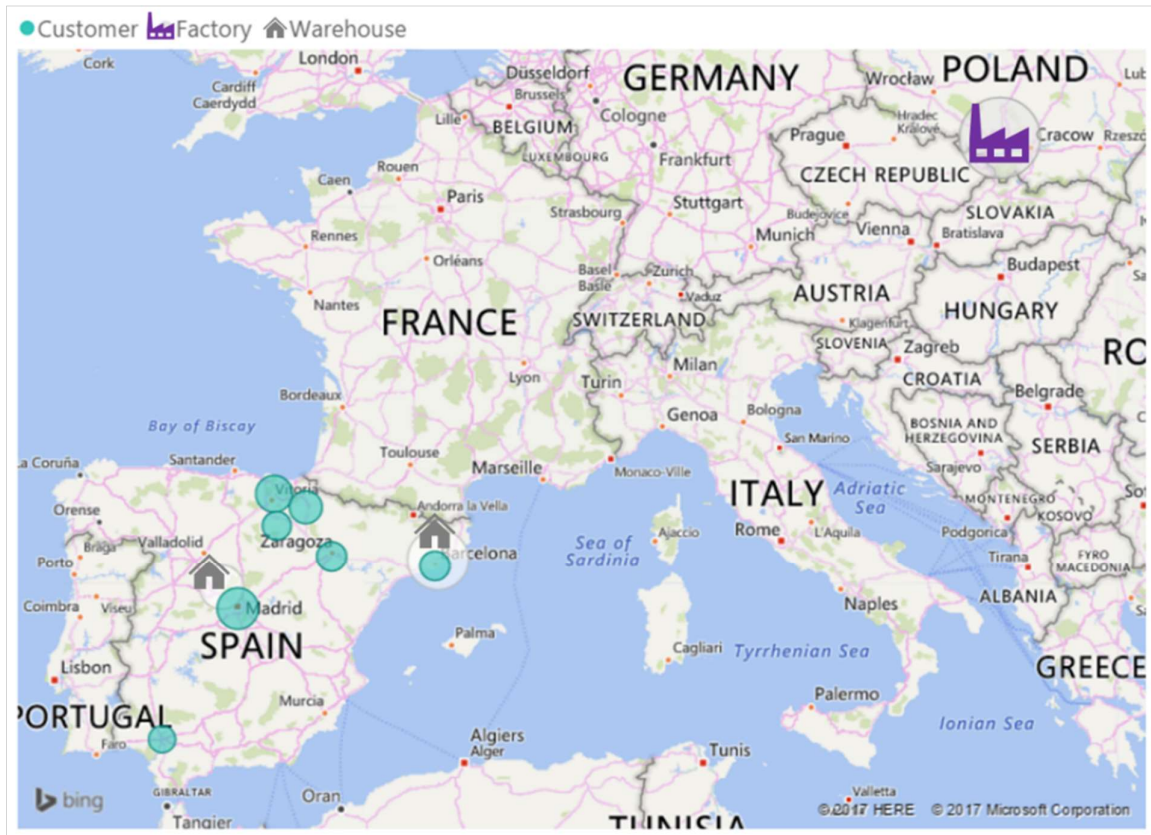 Customer Factory Warehouse
Cork
London
Cardiff
Caerdydd
Düsseldorf
Brussels
Cologne
GERMANY
Wrocław
POLAND
Lille
BELGIUM
Hradec
Králové
Prague
Cracow
LUXEMBOURG
Frankfurt
Rouen
Caen
Paris
CZECH REPUBLIC
Strasbourg
Stuttgart
Budejovice
SLOVAKIA
Rennes
Munich
Vienna
Bratislava
Orléans
Basel
Basle
Zurich
Budapest
Nantes
Vaduz
AUSTRIA
FRANCE
SWITZERLAND
Klagenfurt
HUNGARY
SLOVENIA
Zagreb
Lyon
Milan
Turin
CROATIA
Bordeaux
Belgrade
Genoa
Bologna
Bay of Biscay
BOSNIA AND
HERZEGOVINA
San Marino
SERBIA
Toulouse
Santander
Marseille
Monaco-Ville
Sarajevo
Vitoria
ITALY
Adriatic
Sea
MONTENEGRO
Andorra la Vella
KOSOVO
Orense
Ajaccio
Rome
L'Aquila
Podgorica
Valladolid
Zaragoza
Braga
Barcelona
Sea of
Sardinia
Tirana
FYRO
MACEDONIA
Porto
Naples
ALBANIA
Coimbra
Viseu
Madrid
Palma
SPAIN
Cagliari
Tyrrhenian Sea
Lisbon
GREECE
Palermo
Murcia
PORTUGAL
Ionian Sea
Faro
Algiers
Alger
Tunis
GIBRALTAR
Oran
Valletta
bing
© 2017 HERE © 2017 Microsoft Corporation
Tangier
TUNISIA